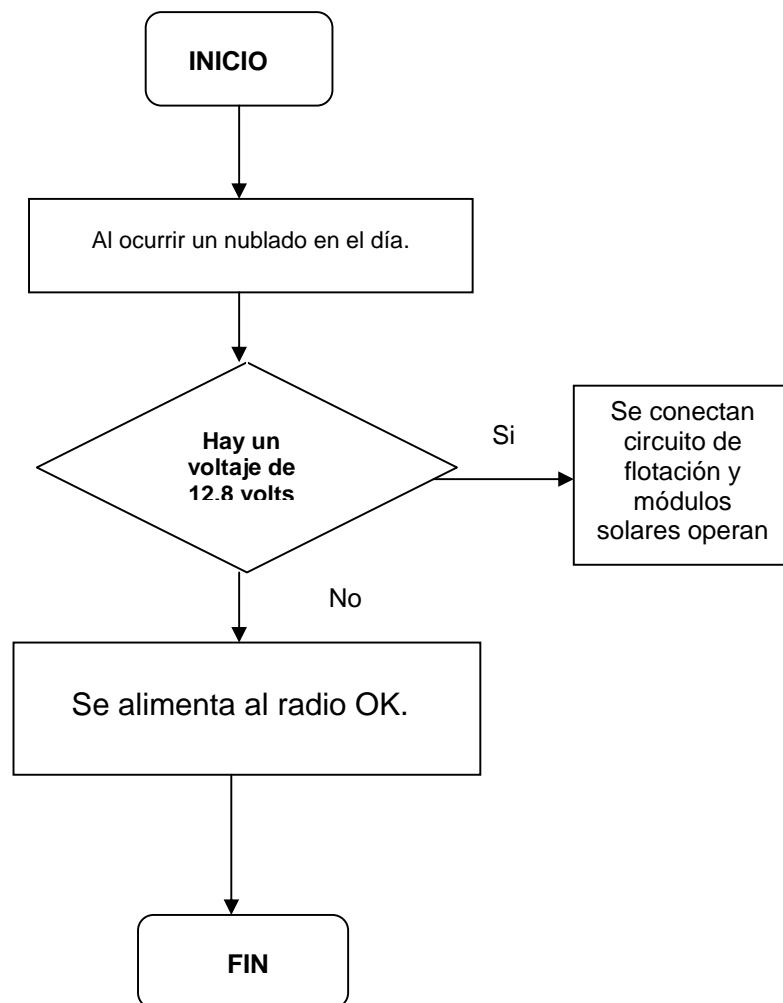 INICIO
Al ocurrir un nublado en el día.
Hay un
voltaje de
12.8 volts
Si
Se conectan
circuito de
flotación y
módulos
solares operan
No
Se alimenta al radio OK.
FIN